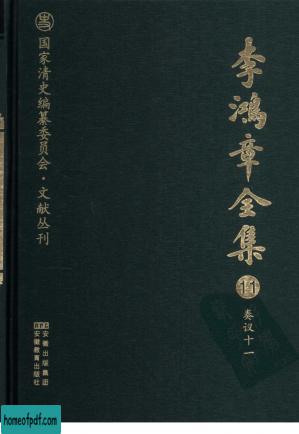 国家清史编纂委员会·文献丛刊
李鸿章全集
11
奏议十一
安徽出版集团
安徽教育出版社
homeofpdf.com